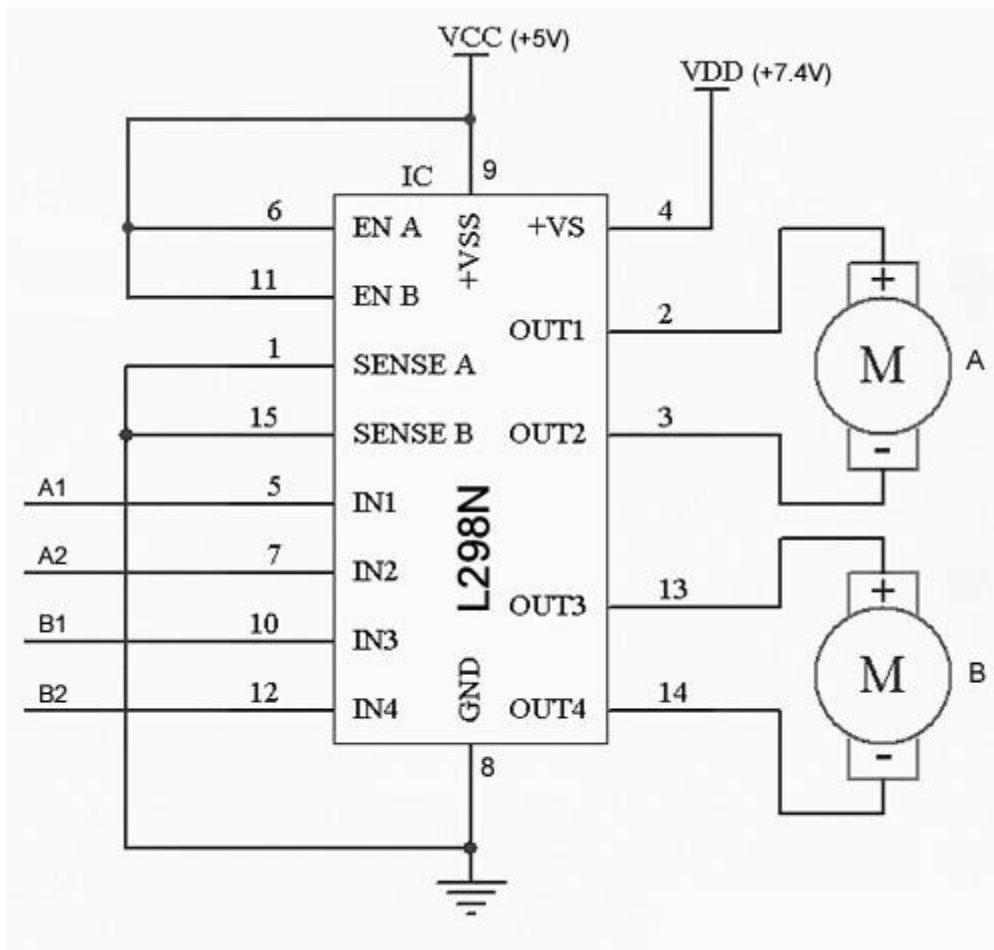 VCC (+5V)
VDD (+7.4V)
IC 9
6 EN A +VSS +VS 4
11 EN B
OUT1 2
+
1 SENSE A
M A
15 SENSE B OUT2 3
-
A1 5 IN1
L298N
A2 7 IN2
OUT3 13
+
B1 10 IN3
M B
B2 12 IN4 GND OUT4 14
-
8